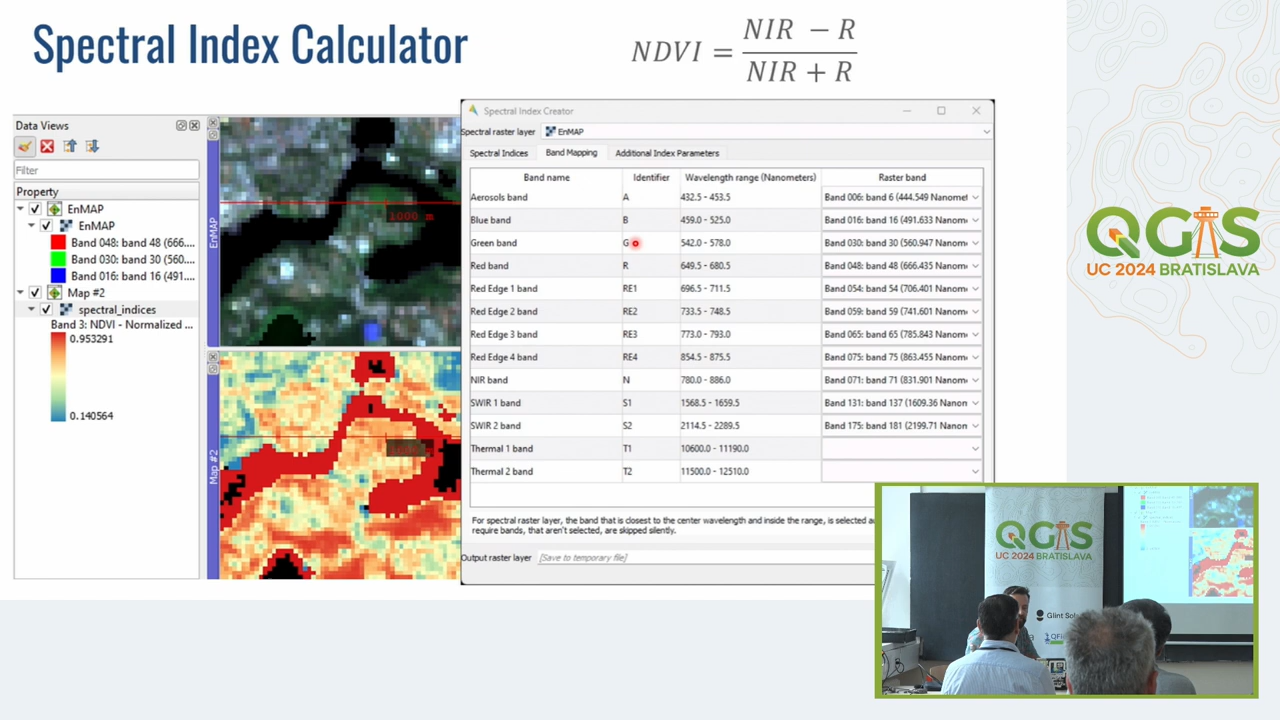 Spectral Index Calculator
NDVI = NIR − R
NIR + R
Data Views
Filter
Property
EnMAP
EnMAP
Band 048: band 48 (666....
Band 030: band 30 (560....
Band 016: band 16 (491....
Map #2
spectral_indices
Band 3: NDVI - Normalized ...
0.953291
0.140564
EnMAP
1000 m
Map #2
Spectral Index Creator
Spectral raster layer EnMAP
Spectral Indices Band Mapping Additional Index Parameters
Band name Identifier Wavelength range (Nanometers) Raster band
Aerosols band A 432.5 - 453.5 Band 006: band 6 (444.549 Nanomet
Blue band B 459.0 - 525.0 Band 016: band 16 (491.633 Nanom
Green band G 542.0 - 578.0 Band 030: band 30 (560.947 Nanom
Red band R 649.5 - 680.5 Band 048: band 48 (666.435 Nanom
Red Edge 1 band RE1 696.5 - 711.5 Band 054: band 54 (706.401 Nanom
Red Edge 2 band RE2 733.5 - 748.5 Band 059: band 59 (741.601 Nanom
Red Edge 3 band RE3 773.0 - 793.0 Band 065: band 65 (785.843 Nanom
Red Edge 4 band RE4 854.5 - 875.5 Band 075: band 75 (863.455 Nanom
NIR band N 780.0 - 886.0 Band 071: band 71 (831.901 Nanom
SWIR 1 band S1 1568.5 - 1659.5 Band 131: band 137 (1609.36 Nanon
SWIR 2 band S2 2114.5 - 2289.5 Band 175: band 181 (2199.71 Nanon
Thermal 1 band T1 10600.0 - 11190.0
Thermal 2 band T2 11500.0 - 12510.0
For spectral raster layer, the band that is closest to the center wavelength and inside the range, is selected
require bands, that aren't selected, are skipped silently.
Output raster layer [Save to temporary file]
QGIS
UC 2024 BRATISLAVA
QGIS
UC 2024 BRATISLAVA
Glint